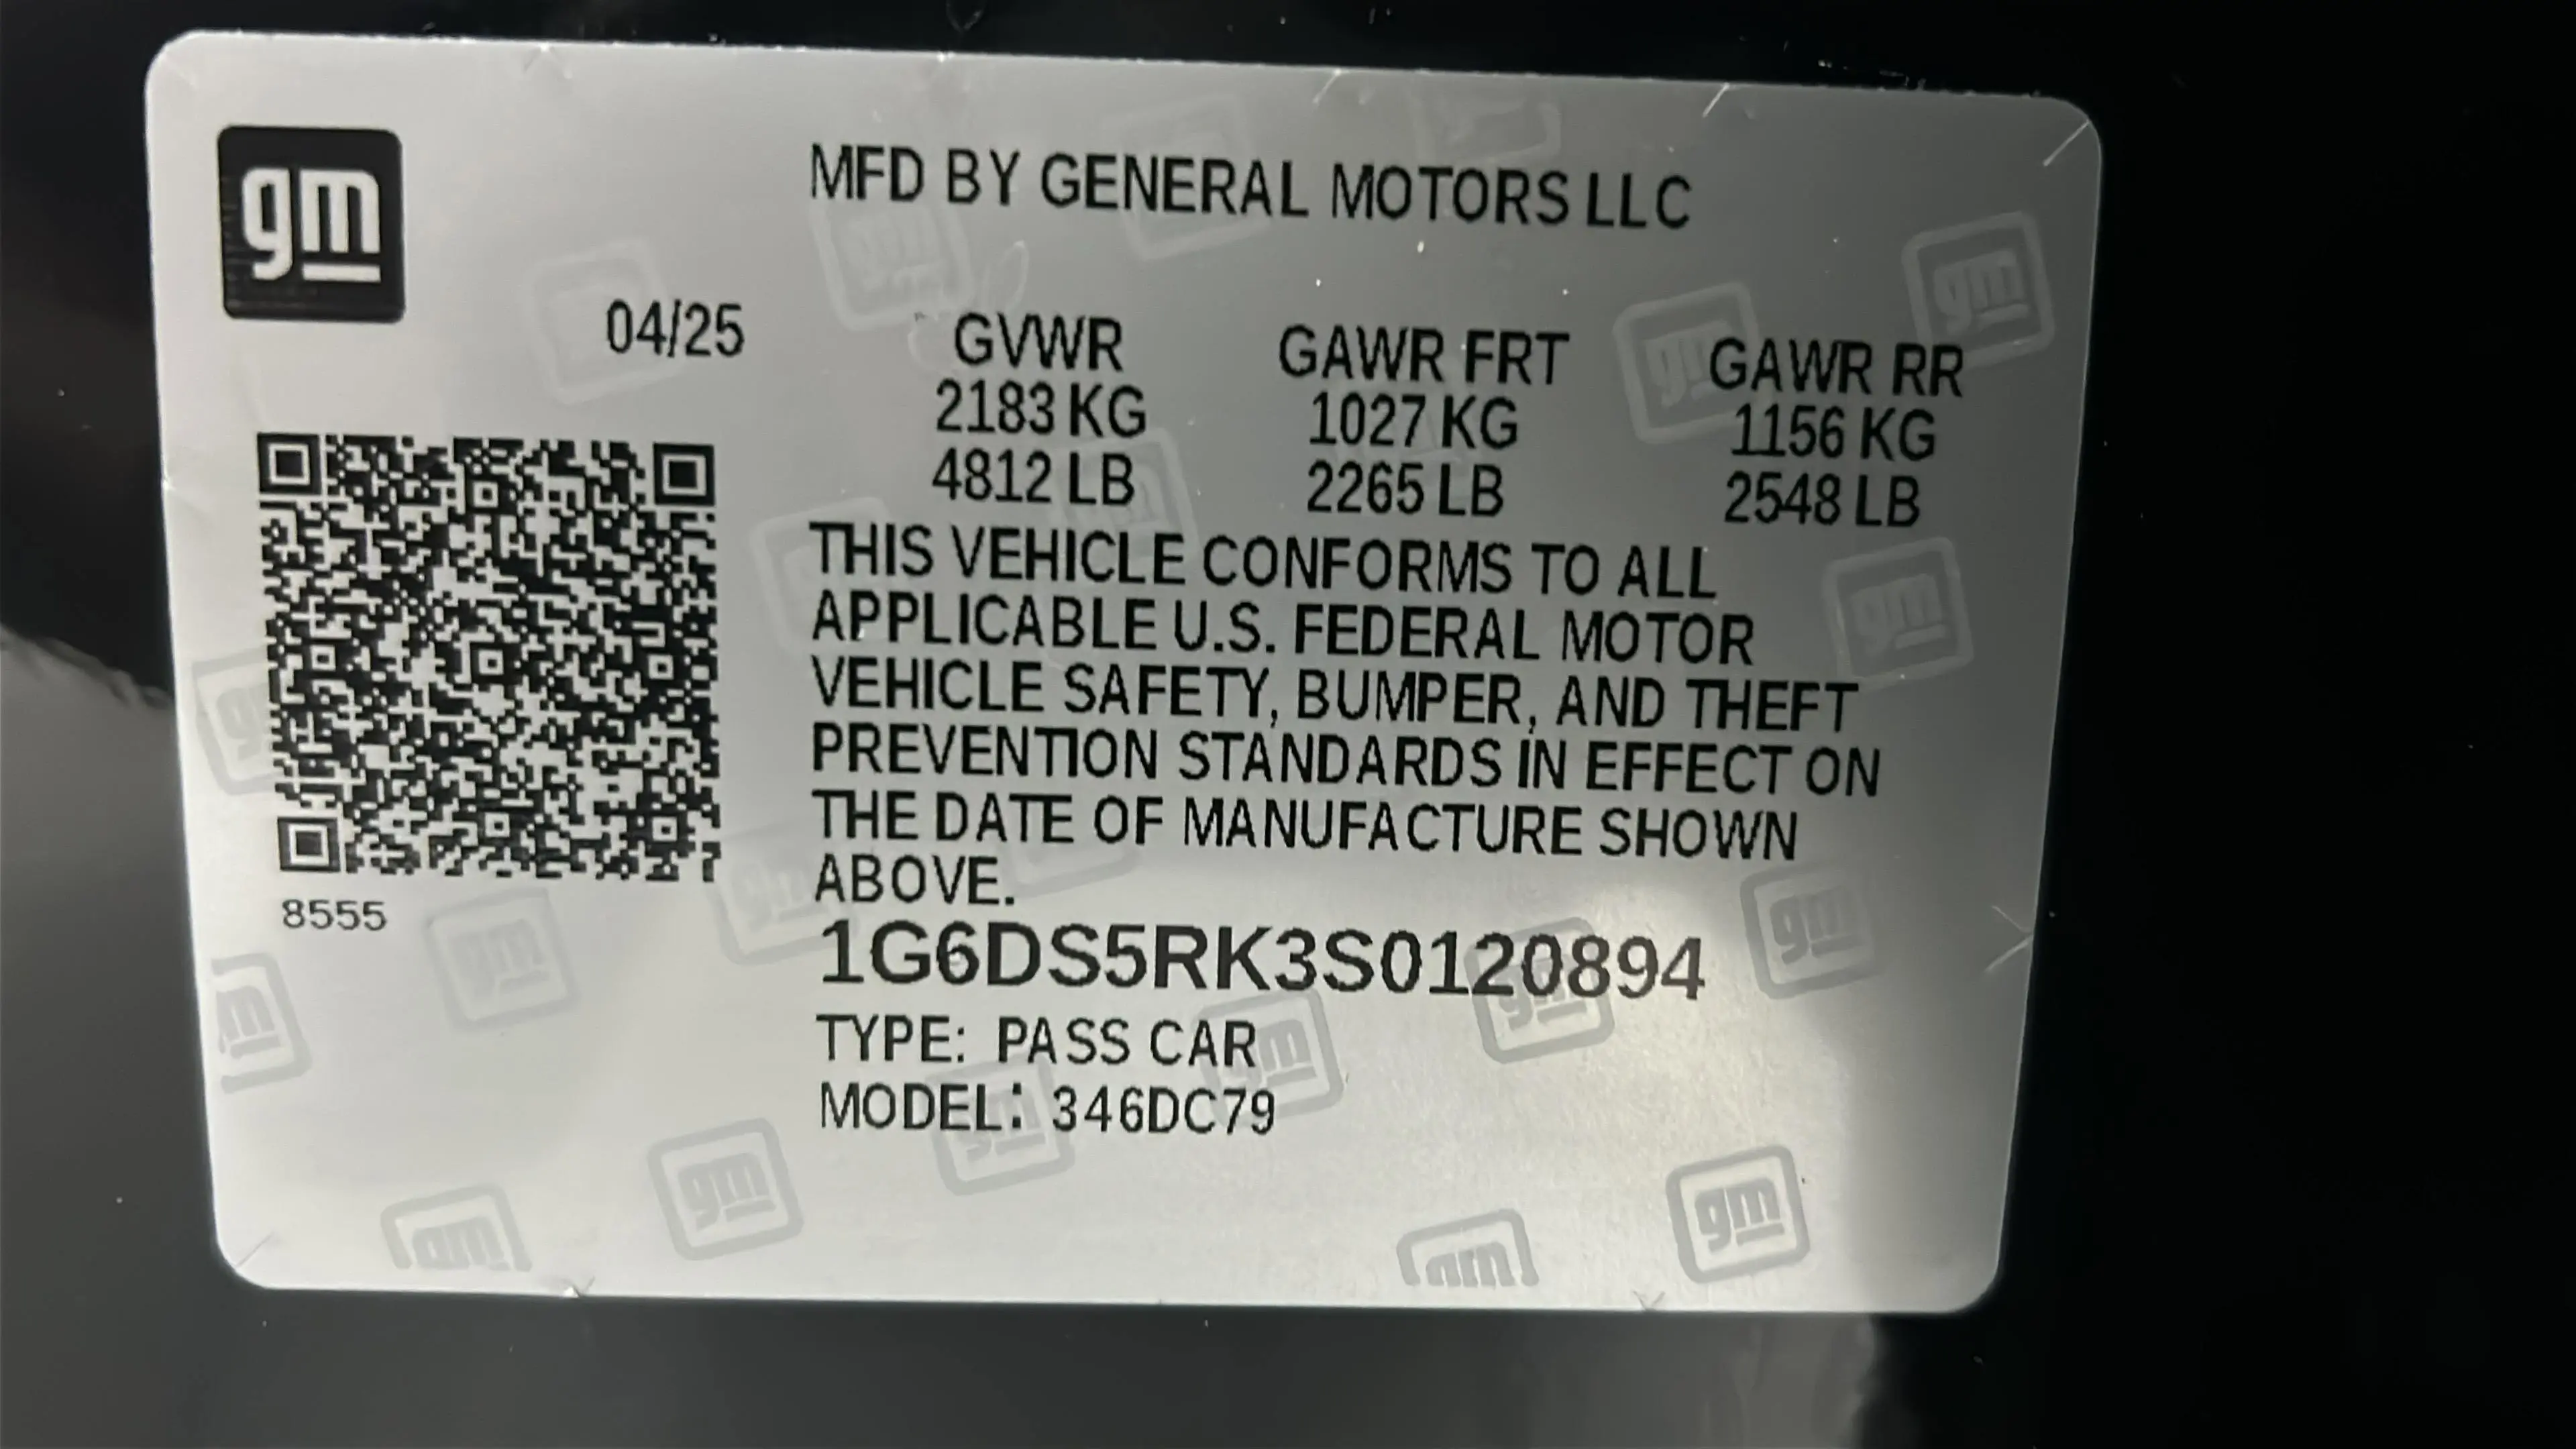 gm
MFD BY GENERAL MOTORS LLC
04/25
GVWR GAWR FRT GAWR RR
2183 KG 1027 KG 1156 KG
4812 LB 2265 LB 2548 LB
THIS VEHICLE CONFORMS TO ALL
APPLICABLE U.S. FEDERAL MOTOR
VEHICLE SAFETY, BUMPER, AND THEFT
PREVENTION STANDARDS IN EFFECT ON
THE DATE OF MANUFACTURE SHOWN
ABOVE.
8555
1G6DS5RK3S0120894
TYPE: PASS CAR
MODEL: 346DC79